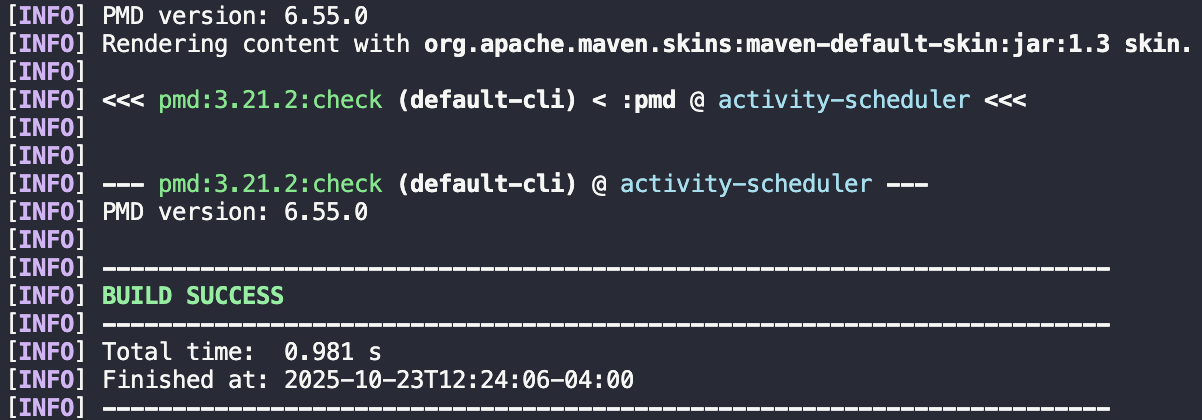 [INFO] PMD version: 6.55.0
[INFO] Rendering content with org.apache.maven.skins:maven-default-skin:jar:1.3 skin.
[INFO]
[INFO] <<< pmd:3.21.2:check (default-cli) < :pmd @ activity-scheduler <<<
[INFO]
[INFO]
[INFO] --- pmd:3.21.2:check (default-cli) @ activity-scheduler ---
[INFO] PMD version: 6.55.0
[INFO]
[INFO] ------------------------------------------------------------------------
[INFO] BUILD SUCCESS
[INFO] ------------------------------------------------------------------------
[INFO] Total time:  0.981 s
[INFO] Finished at: 2025-10-23T12:24:06-04:00
[INFO] ------------------------------------------------------------------------